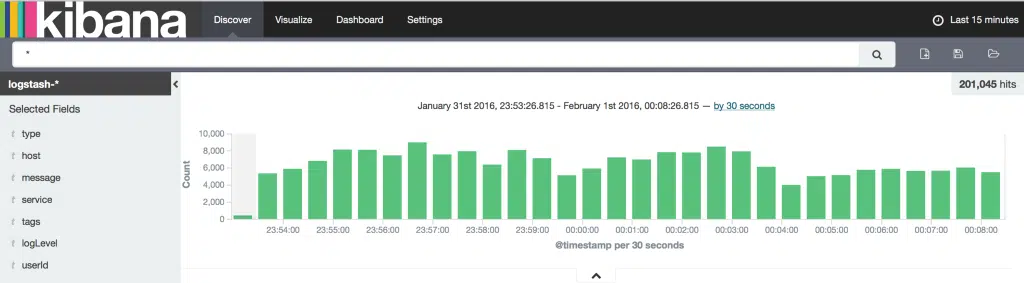 kibana Discover Visualize Dashboard Settings Last 15 minutes
*
logstash-* 201,045 hits
Selected Fields
January 31st 2016, 23:53:26.815 - February 1st 2016, 00:08:26.815 — by 30 seconds
t type
t host
t message
t service
t tags
t logLevel
t userId
Count
10,000
8,000
6,000
4,000
2,000
0
23:54:00 23:55:00 23:56:00 23:57:00 23:58:00 23:59:00 00:00:00 00:01:00 00:02:00 00:03:00 00:04:00 00:05:00 00:06:00 00:07:00 00:08:00
@timestamp per 30 seconds